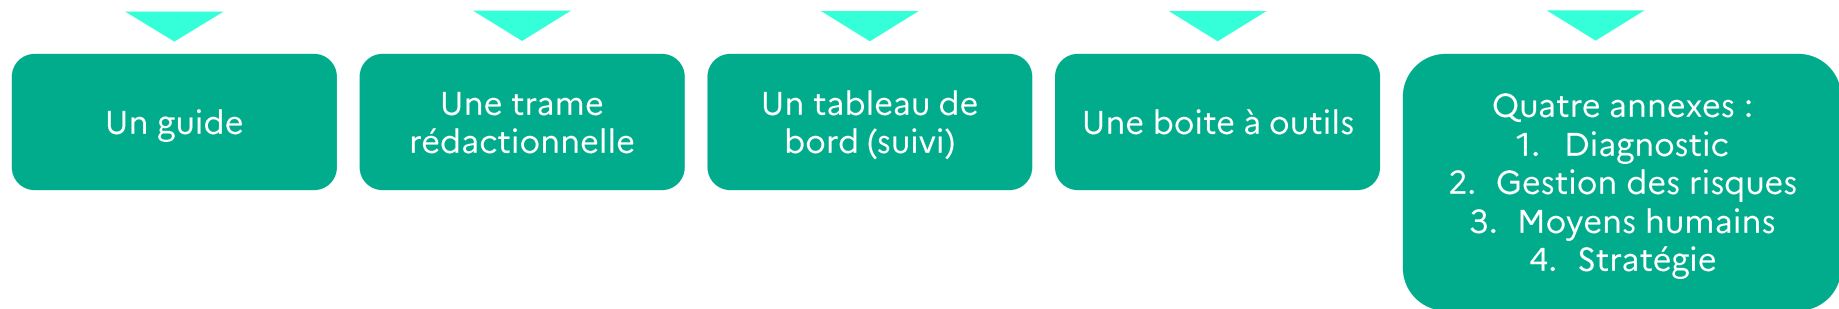 Un guide
Une trame
rédactionnelle
Un tableau de
bord (suivi)
Une boite à outils
Quatre annexes :
1. Diagnostic
2. Gestion des risques
3. Moyens humains
4. Stratégie